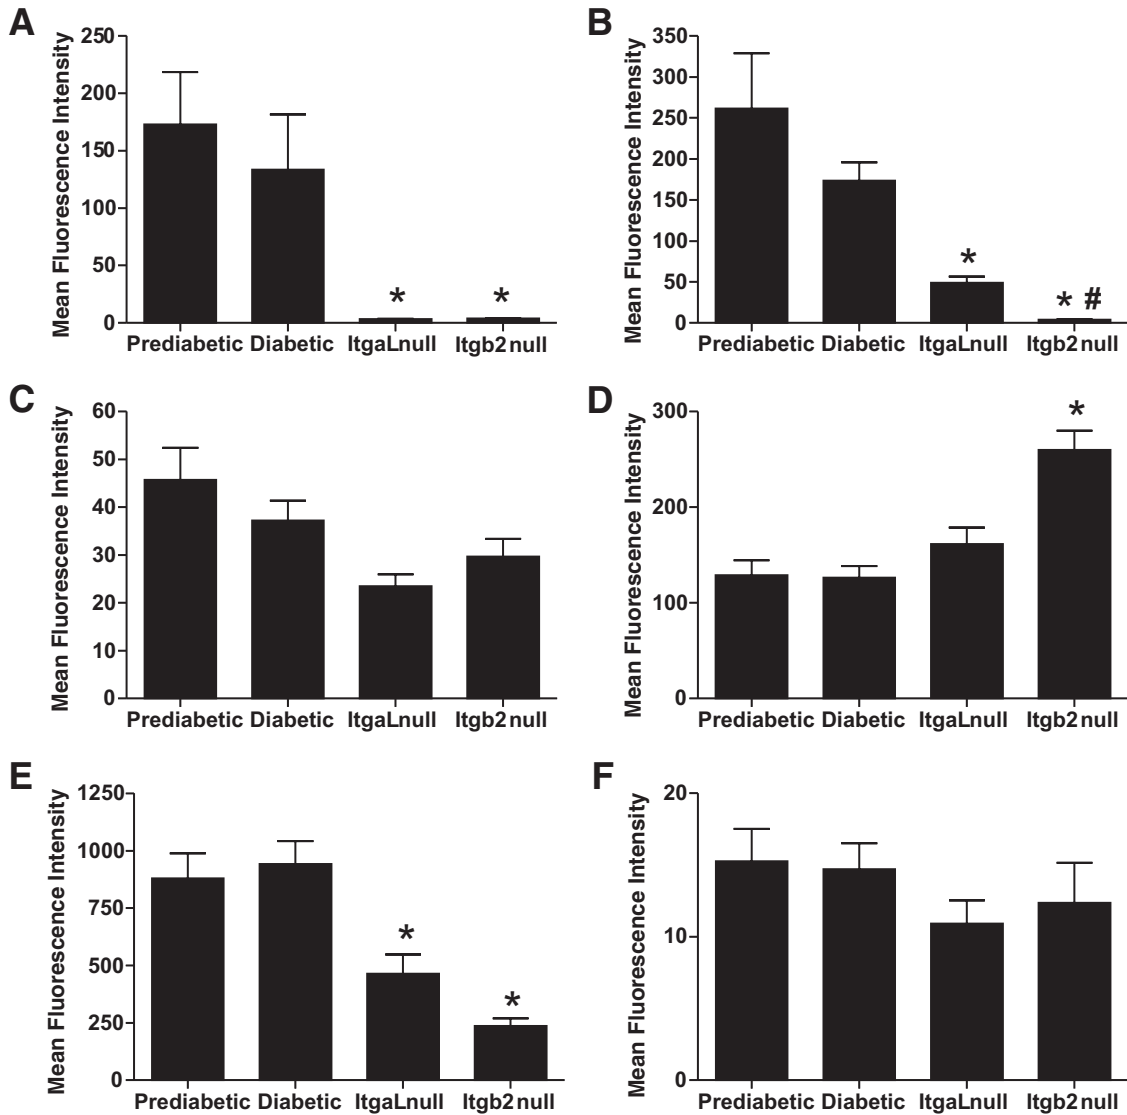 A
Mean Fluorescence Intensity
250
200
150
100
50
0
* *
Prediabetic Diabetic ItgaLnull Itgb2null
B
Mean Fluorescence Intensity
350
300
250
200
150
100
50
0
*
* #
Prediabetic Diabetic ItgaLnull Itgb2null
C
Mean Fluorescence Intensity
60
50
40
30
20
10
0
Prediabetic Diabetic ItgaLnull Itgb2null
D
Mean Fluorescence Intensity
300
200
100
0
*
Prediabetic Diabetic ItgaLnull Itgb2null
E
Mean Fluorescence Intensity
1250
1000
750
500
250
0
*
*
Prediabetic Diabetic ItgaLnull Itgb2null
F
Mean Fluorescence Intensity
20
10
0
Prediabetic Diabetic ItgaLnull Itgb2null